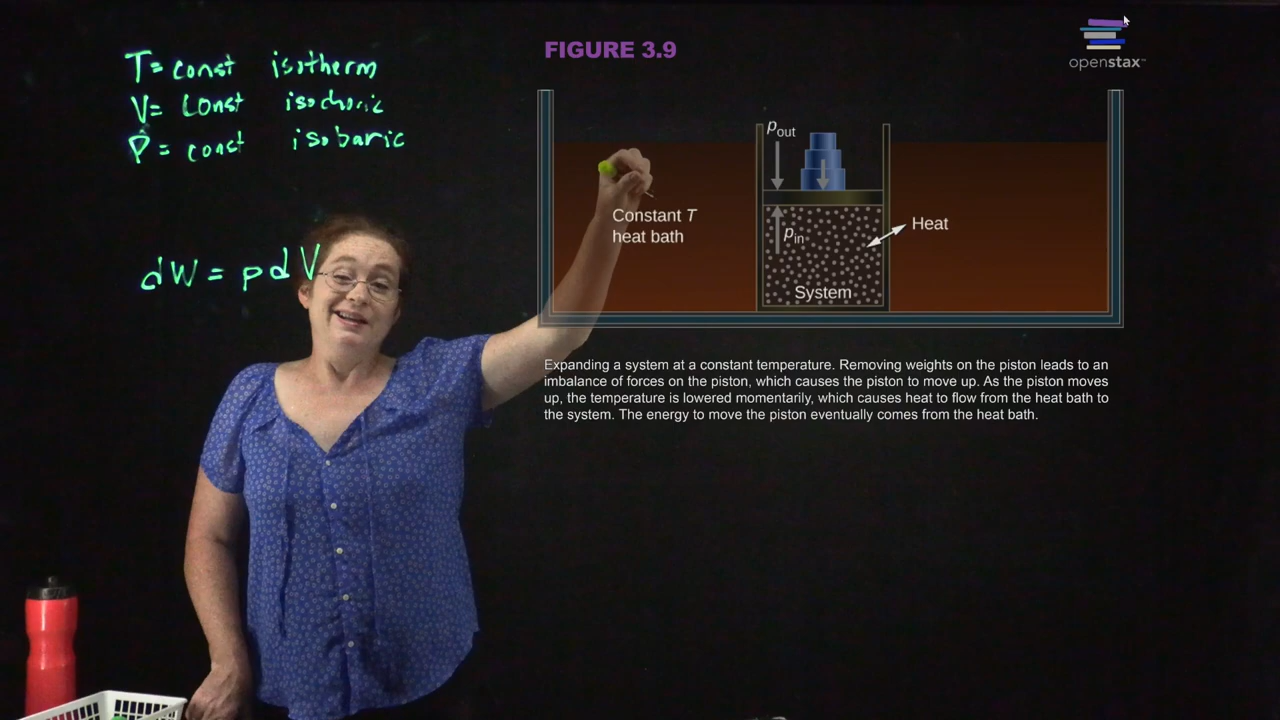 T = const isotherm
V = const isochoric
P = const isobaric
dW = pdV
FIGURE 3.9
openstax™
Pout
Constant T
heat bath
Pin
Heat
System
Expanding a system at a constant temperature. Removing weights on the piston leads to an
imbalance of forces on the piston, which causes the piston to move up. As the piston moves
up, the temperature is lowered momentarily, which causes heat to flow from the heat bath to
the system. The energy to move the piston eventually comes from the heat bath.